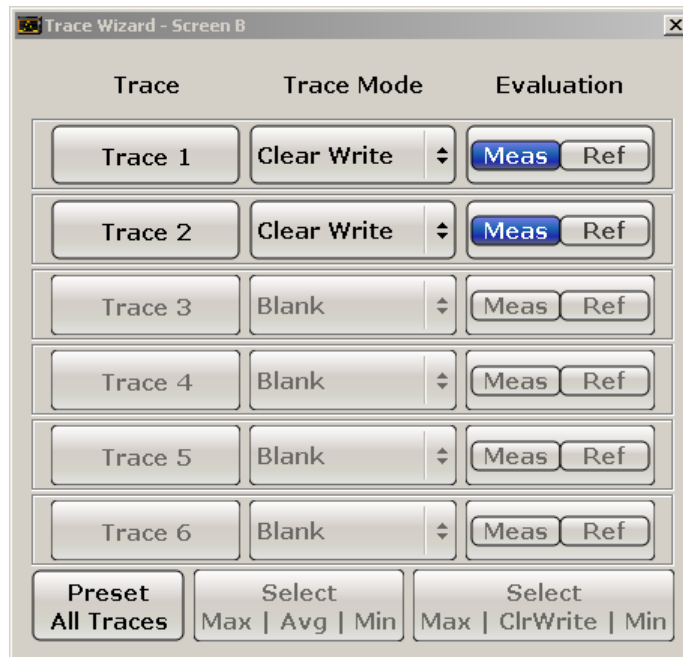 Trace Wizard - Screen B
Trace Trace Mode Evaluation
Trace 1 Clear Write Meas Ref
Trace 2 Clear Write Meas Ref
Trace 3 Blank Meas Ref
Trace 4 Blank Meas Ref
Trace 5 Blank Meas Ref
Trace 6 Blank Meas Ref
Preset Select Select
All Traces Max | Avg | Min Max | ClrWrite | Min